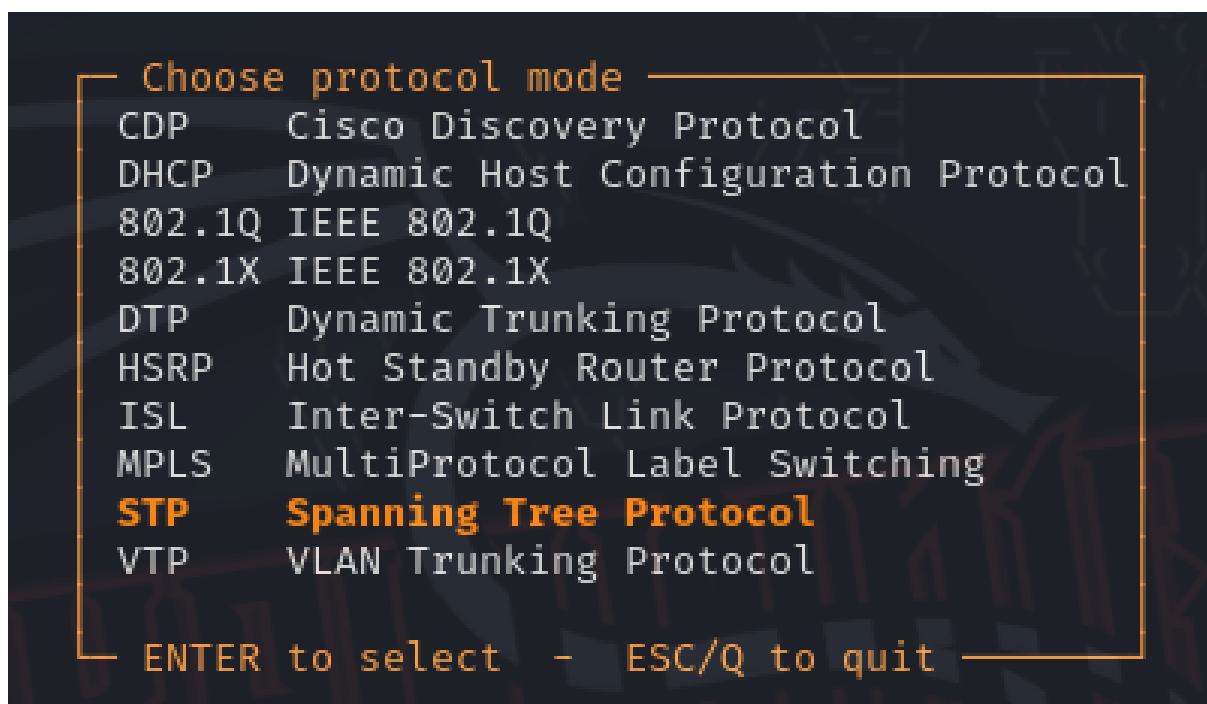 Choose protocol mode
CDP Cisco Discovery Protocol
DHCP Dynamic Host Configuration Protocol
802.1Q IEEE 802.1Q
802.1X IEEE 802.1X
DTP Dynamic Trunking Protocol
HSRP Hot Standby Router Protocol
ISL Inter-Switch Link Protocol
MPLS MultiProtocol Label Switching
STP Spanning Tree Protocol
VTP VLAN Trunking Protocol
ENTER to select - ESC/Q to quit